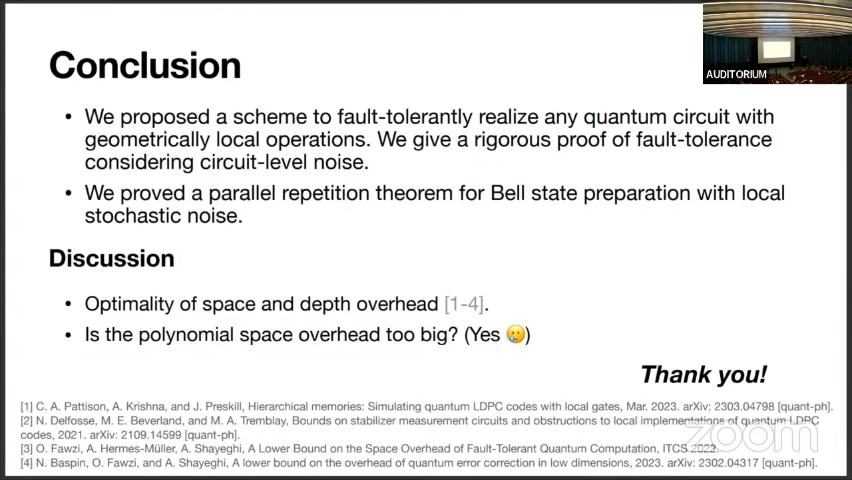 AUDITORIUM
Conclusion
• We proposed a scheme to fault-tolerantly realize any quantum circuit with
geometrically local operations. We give a rigorous proof of fault-tolerance
considering circuit-level noise.
• We proved a parallel repetition theorem for Bell state preparation with local
stochastic noise.
Discussion
• Optimality of space and depth overhead [1-4].
• Is the polynomial space overhead too big? (Yes 🥲)
Thank you!
[1] C. A. Pattison, A. Krishna, and J. Preskill, Hierarchical memories: Simulating quantum LDPC codes with local gates, Mar. 2023. arXiv: 2303.04798 [quant-ph].
[2] N. Delfosse, M. E. Beverland, and M. A. Tremblay, Bounds on stabilizer measurement circuits and obstructions to local implementations of quantum LDPC
codes, 2021. arXiv: 2109.14599 [quant-ph].
[3] O. Fawzi, A. Hermes-Müller, A. Shayeghi, A Lower Bound on the Space Overhead of Fault-Tolerant Quantum Computation, ITCS 2022.
[4] N. Baspin, O. Fawzi, and A. Shayeghi, A lower bound on the overhead of quantum error correction in low dimensions, 2023. arXiv: 2302.04317 [quant-ph].
zoom